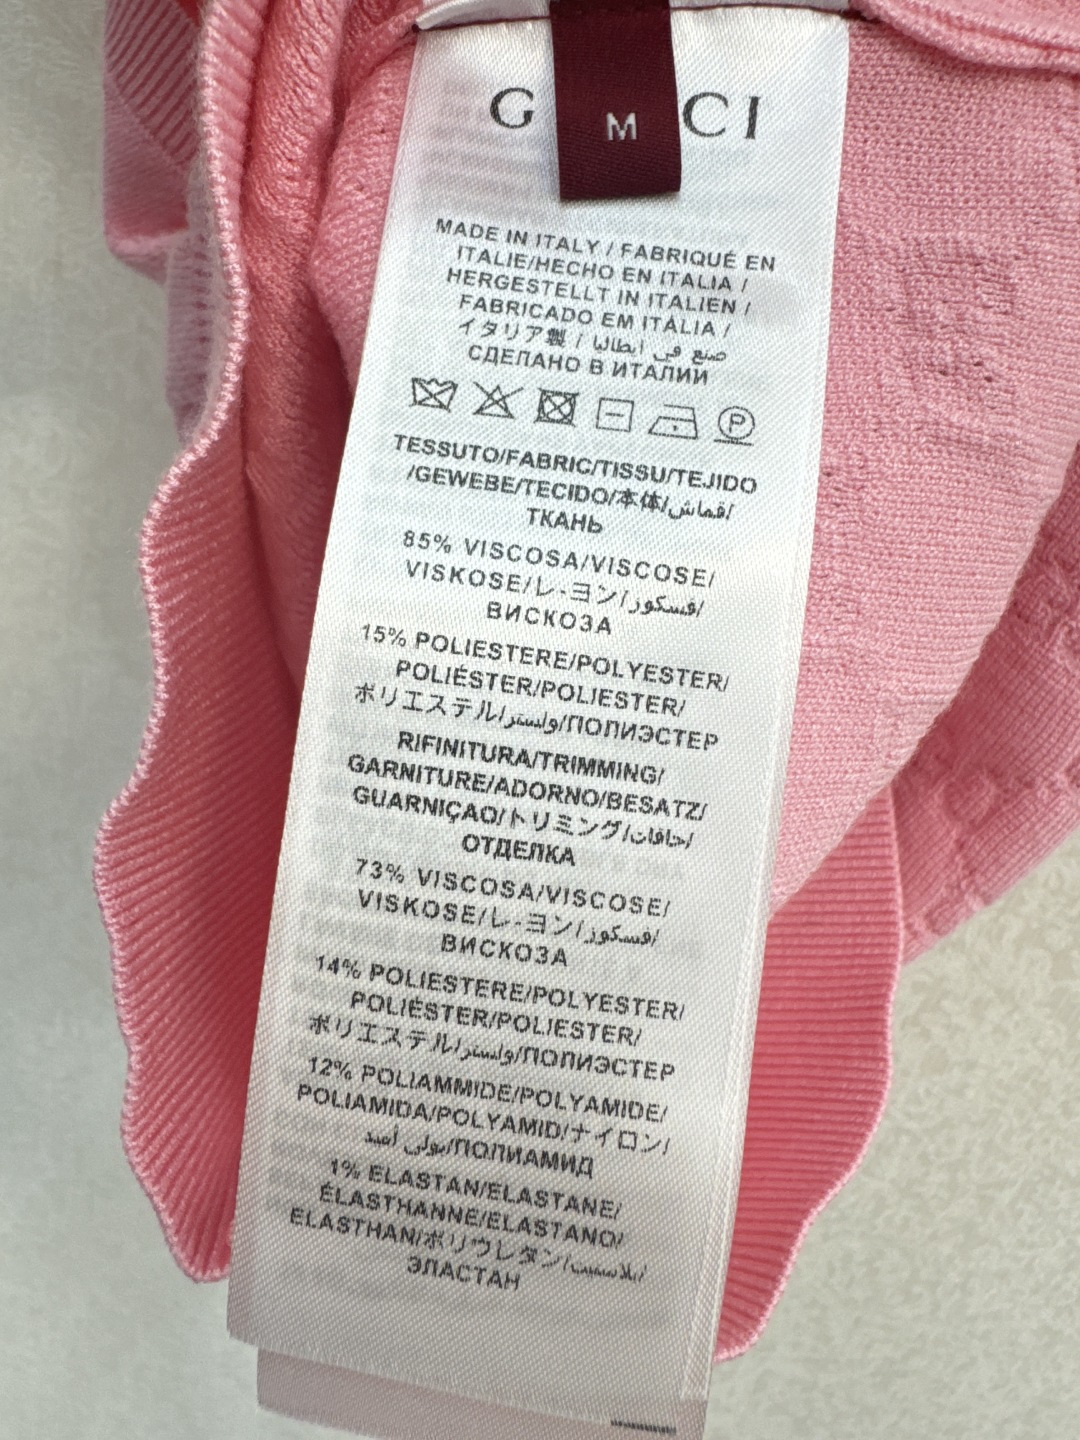 G CCI
M
MADE IN ITALY / FABRIQUÉ EN
ITALIE/HECHO EN ITALIA /
HERGESTELLT IN ITALIEN /
FABRICADO EM ITÁLIA /
イタリア製 / صنع في ايطاليا /
СДЕЛАНО В ИТАЛИИ
P
TESSUTO/FABRIC/TISSU/TEJIDO
/GEWEBE/TECIDO/本体/قماش/
ТКАНЬ
85% VISCOSA/VISCOSE/
VISKOSE/レ-ヨン/فسكوز/
ВИСКОЗА
15% POLIESTERE/POLYESTER/
POLIÉSTER/POLIESTER/
ポリエステル/بوليستر/ПОЛИЭСТЕР
RIFINITURA/TRIMMING/
GARNITURE/ADORNO/BESATZ/
GUARNIÇAO/トリミング/حافات/
ОТДЕЛКА
73% VISCOSA/VISCOSE/
VISKOSE/レ-ヨン/فسكوز/
ВИСКОЗА
14% POLIESTERE/POLYESTER/
POLIÉSTER/POLIESTER/
ポリエステル/بوليستر/ПОЛИЭСТЕР
12% POLIAMMIDE/POLYAMIDE/
POLIAMIDA/POLYAMID/ナイロン/
بولي أميد/ПОЛИАМИД
1% ELASTAN/ELASTANE/
ÉLASTHANNE/ELASTANO/
ELASTHAN/ポリウレタン/إيلاستين/
ЭЛАСТАН